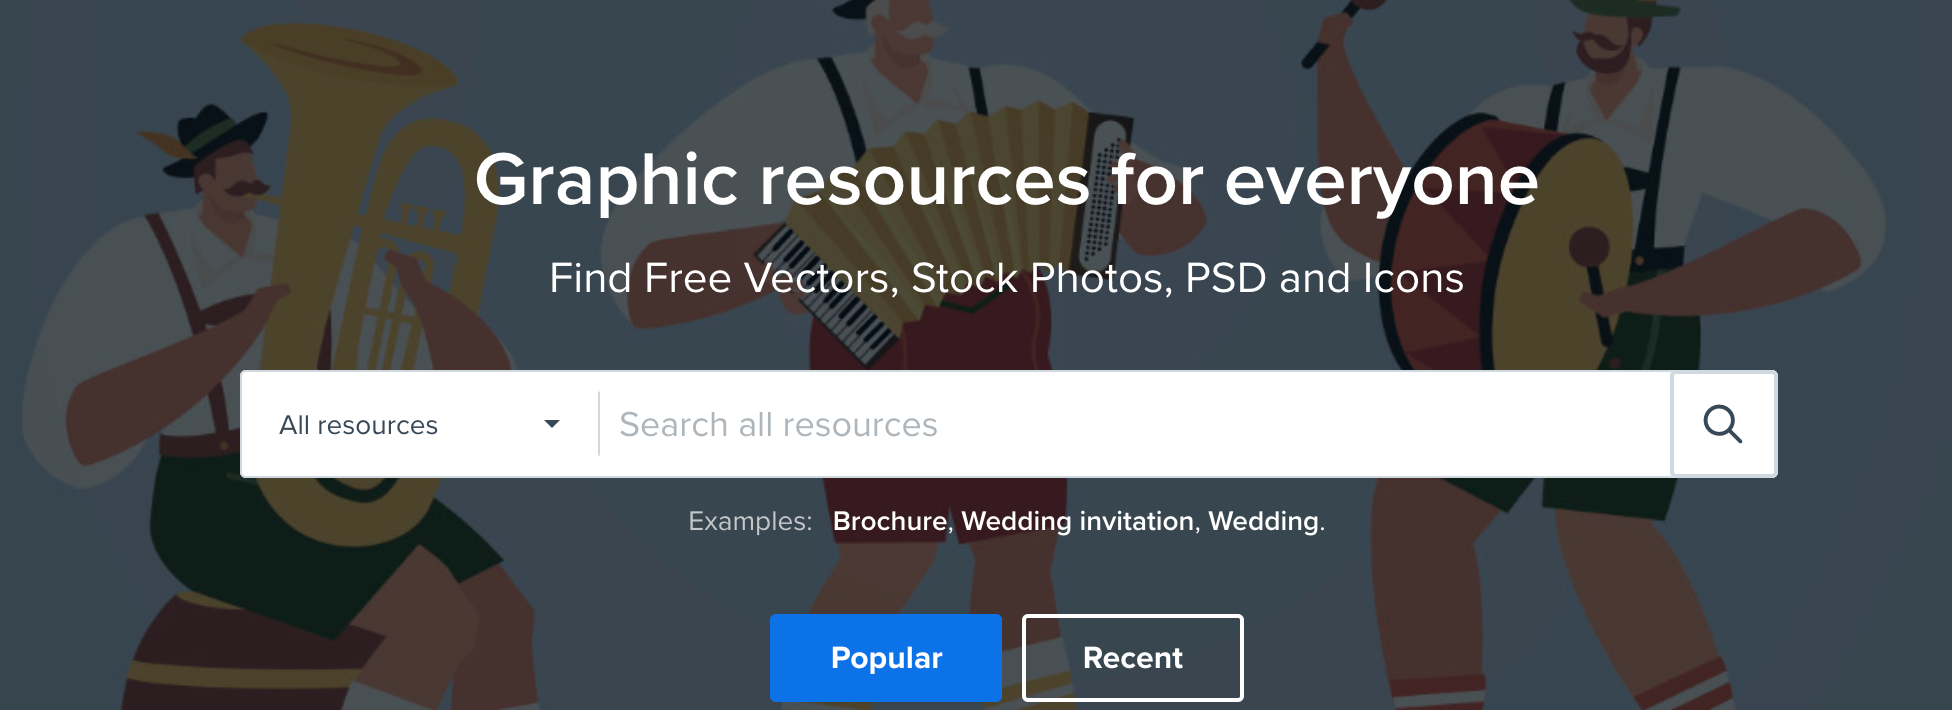 Graphic resources for everyone
Find Free Vectors, Stock Photos, PSD and Icons
All resources
Search all resources
Examples: Brochure, Wedding invitation, Wedding.
Popular
Recent